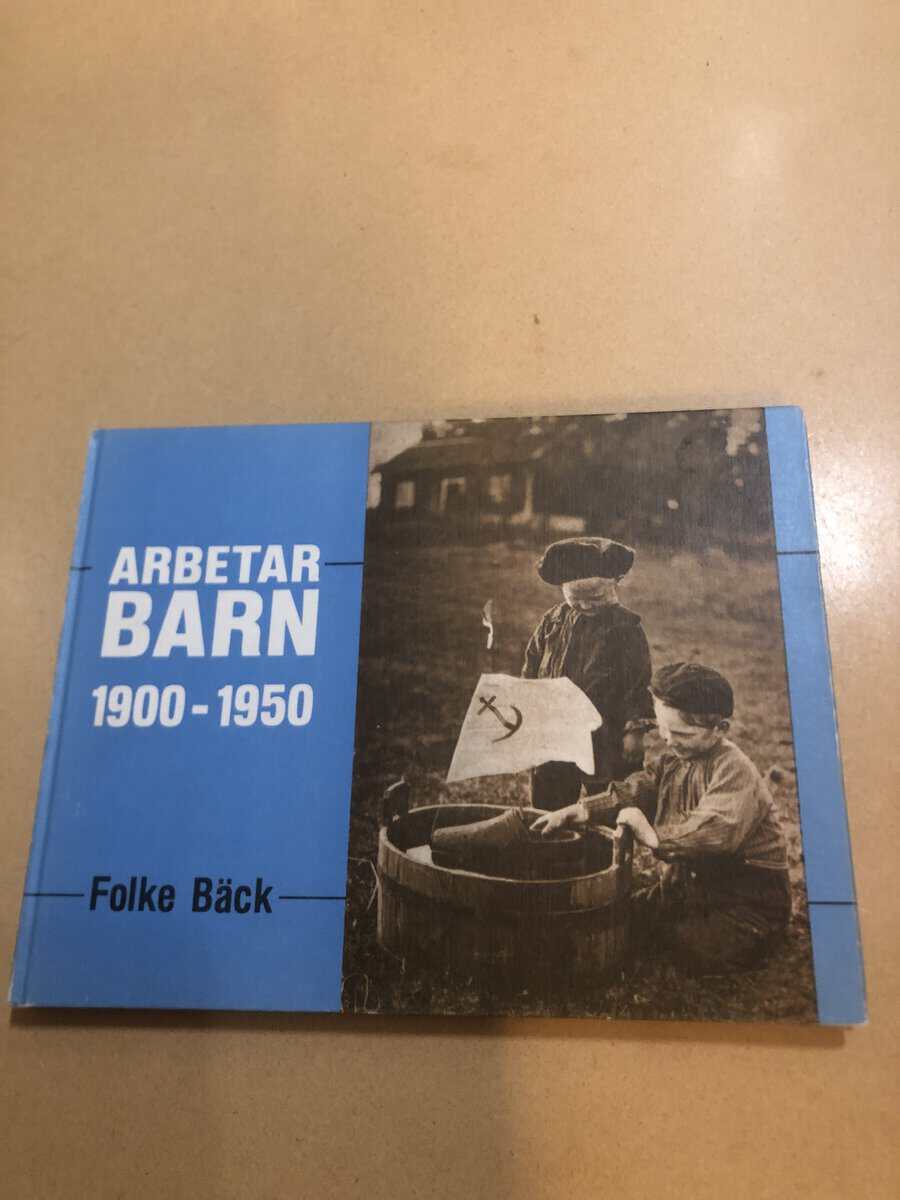 ARBETAR
BARN
1900 - 1950
Folke Bäck